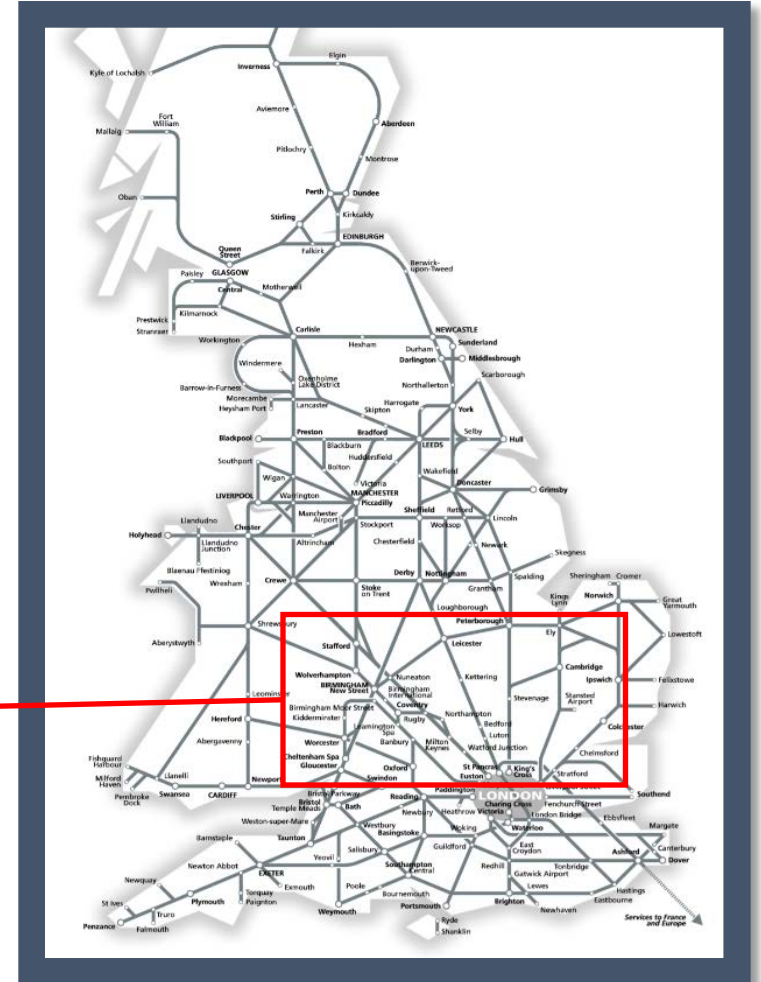 Elgin
Inverness
Kyle of Lochalsh
Aviemore
Fort
William
Aberdeen
Mallaig
Pitlochry
Montrose
Perth
Dundee
Oban
Stirling
Kirkcaldy
EDINBURGH
Queen
Street
Falkirk
Berwick-
upon-Tweed
Paisley
GLASGOW
Central
Motherwell
Kilmarnock
Prestwick
Stranraer
Carlisle
NEWCASTLE
Workington
Hexham
Sunderland
Durham
Darlington
Middlesbrough
Windermere
Scarborough
Oxenholme
Lake District
Barrow-in-Furness
Northallerton
Morecambe
Heysham Port
Lancaster
Harrogate
Skipton
York
Blackpool
Preston
Bradford
Selby
Hull
Blackburn
LEEDS
Huddersfield
Southport
Bolton
Wakefield
Wigan
Victoria
Doncaster
Grimsby
LIVERPOOL
Warrington
MANCHESTER
Piccadilly
Manchester
Airport
Sheffield
Retford
Llandudno
Stockport
Worksop
Lincoln
Holyhead
Chester
Llandudno
Junction
Altrincham
Chesterfield
Newark
Skegness
Blaenau Ffestiniog
Pwllheli
Wrexham
Crewe
Stoke
on Trent
Derby
Nottingham
Grantham
Spalding
Sheringham
Cromer
Kings
Lynn
Norwich
Great
Yarmouth
Loughborough
Shrewsbury
Peterborough
Ely
Lowestoft
Aberystwyth
Stafford
Leicester
Wolverhampton
BIRMINGHAM
New Street
Nuneaton
Birmingham
International
Kettering
Cambridge
Ipswich
Felixstowe
Leominster
Birmingham Moor Street
Coventry
Stevenage
Stansted
Airport
Harwich
Hereford
Kidderminster
Rugby
Northampton
Leamington
Spa
Bedford
Colchester
Abergavenny
Worcester
Banbury
Milton
Keynes
Luton
Watford Junction
Chelmsford
Fishguard
Harbour
Cheltenham Spa
Gloucester
Oxford
St Pancras
Euston
King's
Cross
Stratford
Milford
Haven
Llanelli
Newport
Swindon
Pembroke
Dock
Swansea
CARDIFF
Bristol Parkway
Bristol
Temple Meads
Bath
Reading
Paddington
LONDON
Liverpool Street
Southend
Newbury
Heathrow
Victoria
Charing Cross
Fenchurch Street
London Bridge
Ebbsfleet
Weston-super-Mare
Westbury
Basingstoke
Woking
Waterloo
Margate
Barnstaple
Taunton
Salisbury
Guildford
East
Croydon
Canterbury
Newton Abbot
Yeovil
Southampton
Central
Redhill
Tonbridge
Ashford
Dover
Newquay
EXETER
Gatwick Airport
Exmouth
Poole
Lewes
Hastings
St Ives
Plymouth
Torquay
Paignton
Bournemouth
Eastbourne
Truro
Weymouth
Portsmouth
Brighton
Newhaven
Penzance
Falmouth
Ryde
Shanklin
Services to France
and Europe